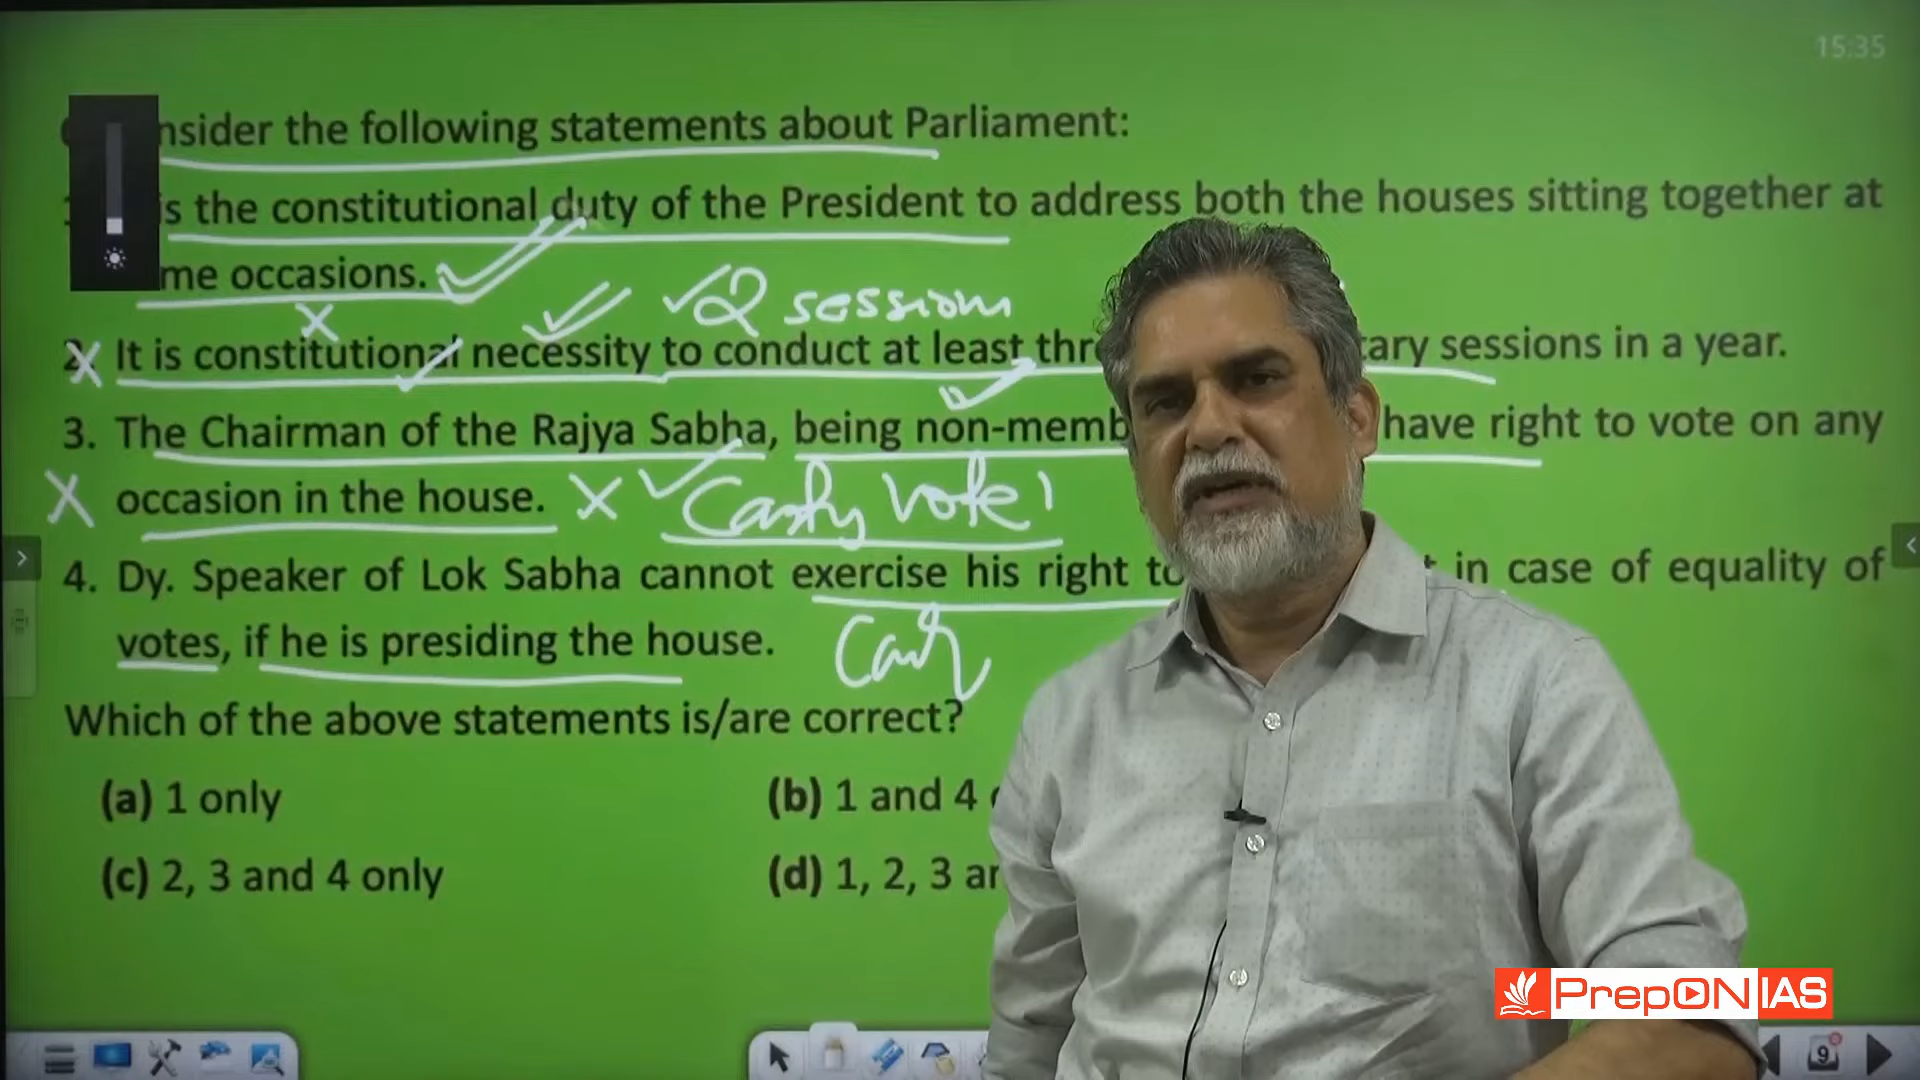 15:35
nsider the following statements about Parliament:
is the constitutional duty of the President to address both the houses sitting together at
me occasions.
2 sessions
2. It is constitutional necessity to conduct at least thr tary sessions in a year.
3. The Chairman of the Rajya Sabha, being non-memb have right to vote on any
occasion in the house. vote
4. Dy. Speaker of Lok Sabha cannot exercise his right to in case of equality of
votes, if he is presiding the house.
Which of the above statements is/are correct?
(a) 1 only (b) 1 and 4
(c) 2, 3 and 4 only (d) 1, 2, 3 an
PrepON IAS
9